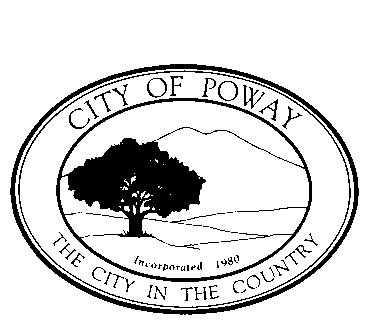 CITY OF POWAY
Incorporated 1980
THE CITY IN THE COUNTRY